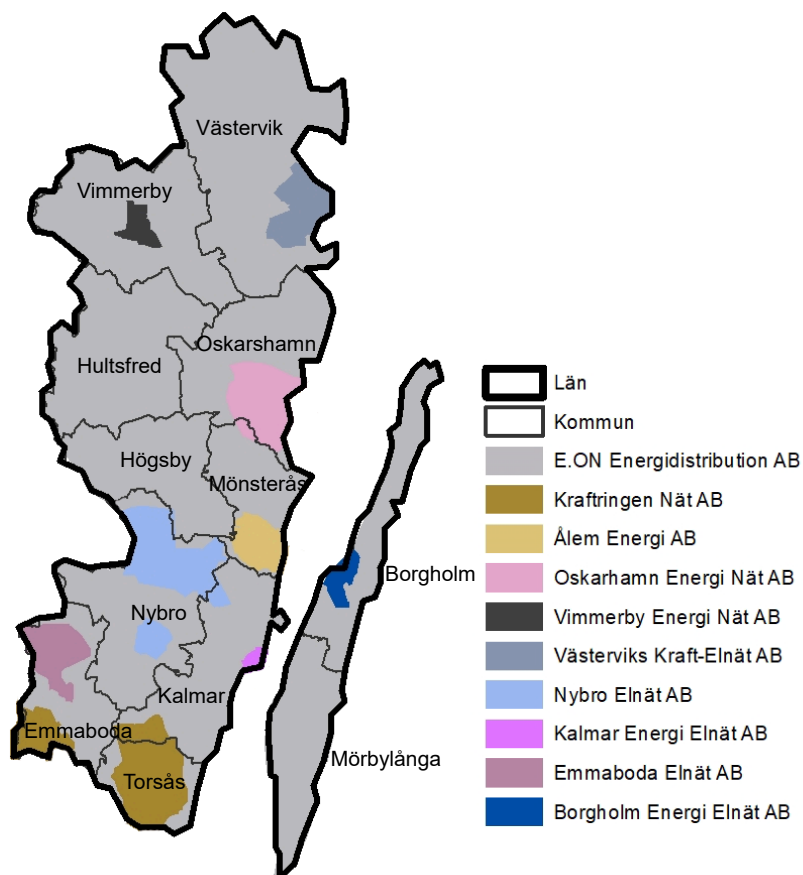 Västervik
Vimmerby
Oskarshamn
Hultsfred
Högsby
Mönsterås
Borgholm
Nybro
Kalmar
Emmaboda
Mörbylånga
Torsås
Län
Kommun
E.ON Energidistribution AB
Kraftringen Nät AB
Ålem Energi AB
Oskarhamn Energi Nät AB
Vimmerby Energi Nät AB
Västerviks Kraft-Elnät AB
Nybro Elnät AB
Kalmar Energi Elnät AB
Emmaboda Elnät AB
Borgholm Energi Elnät AB